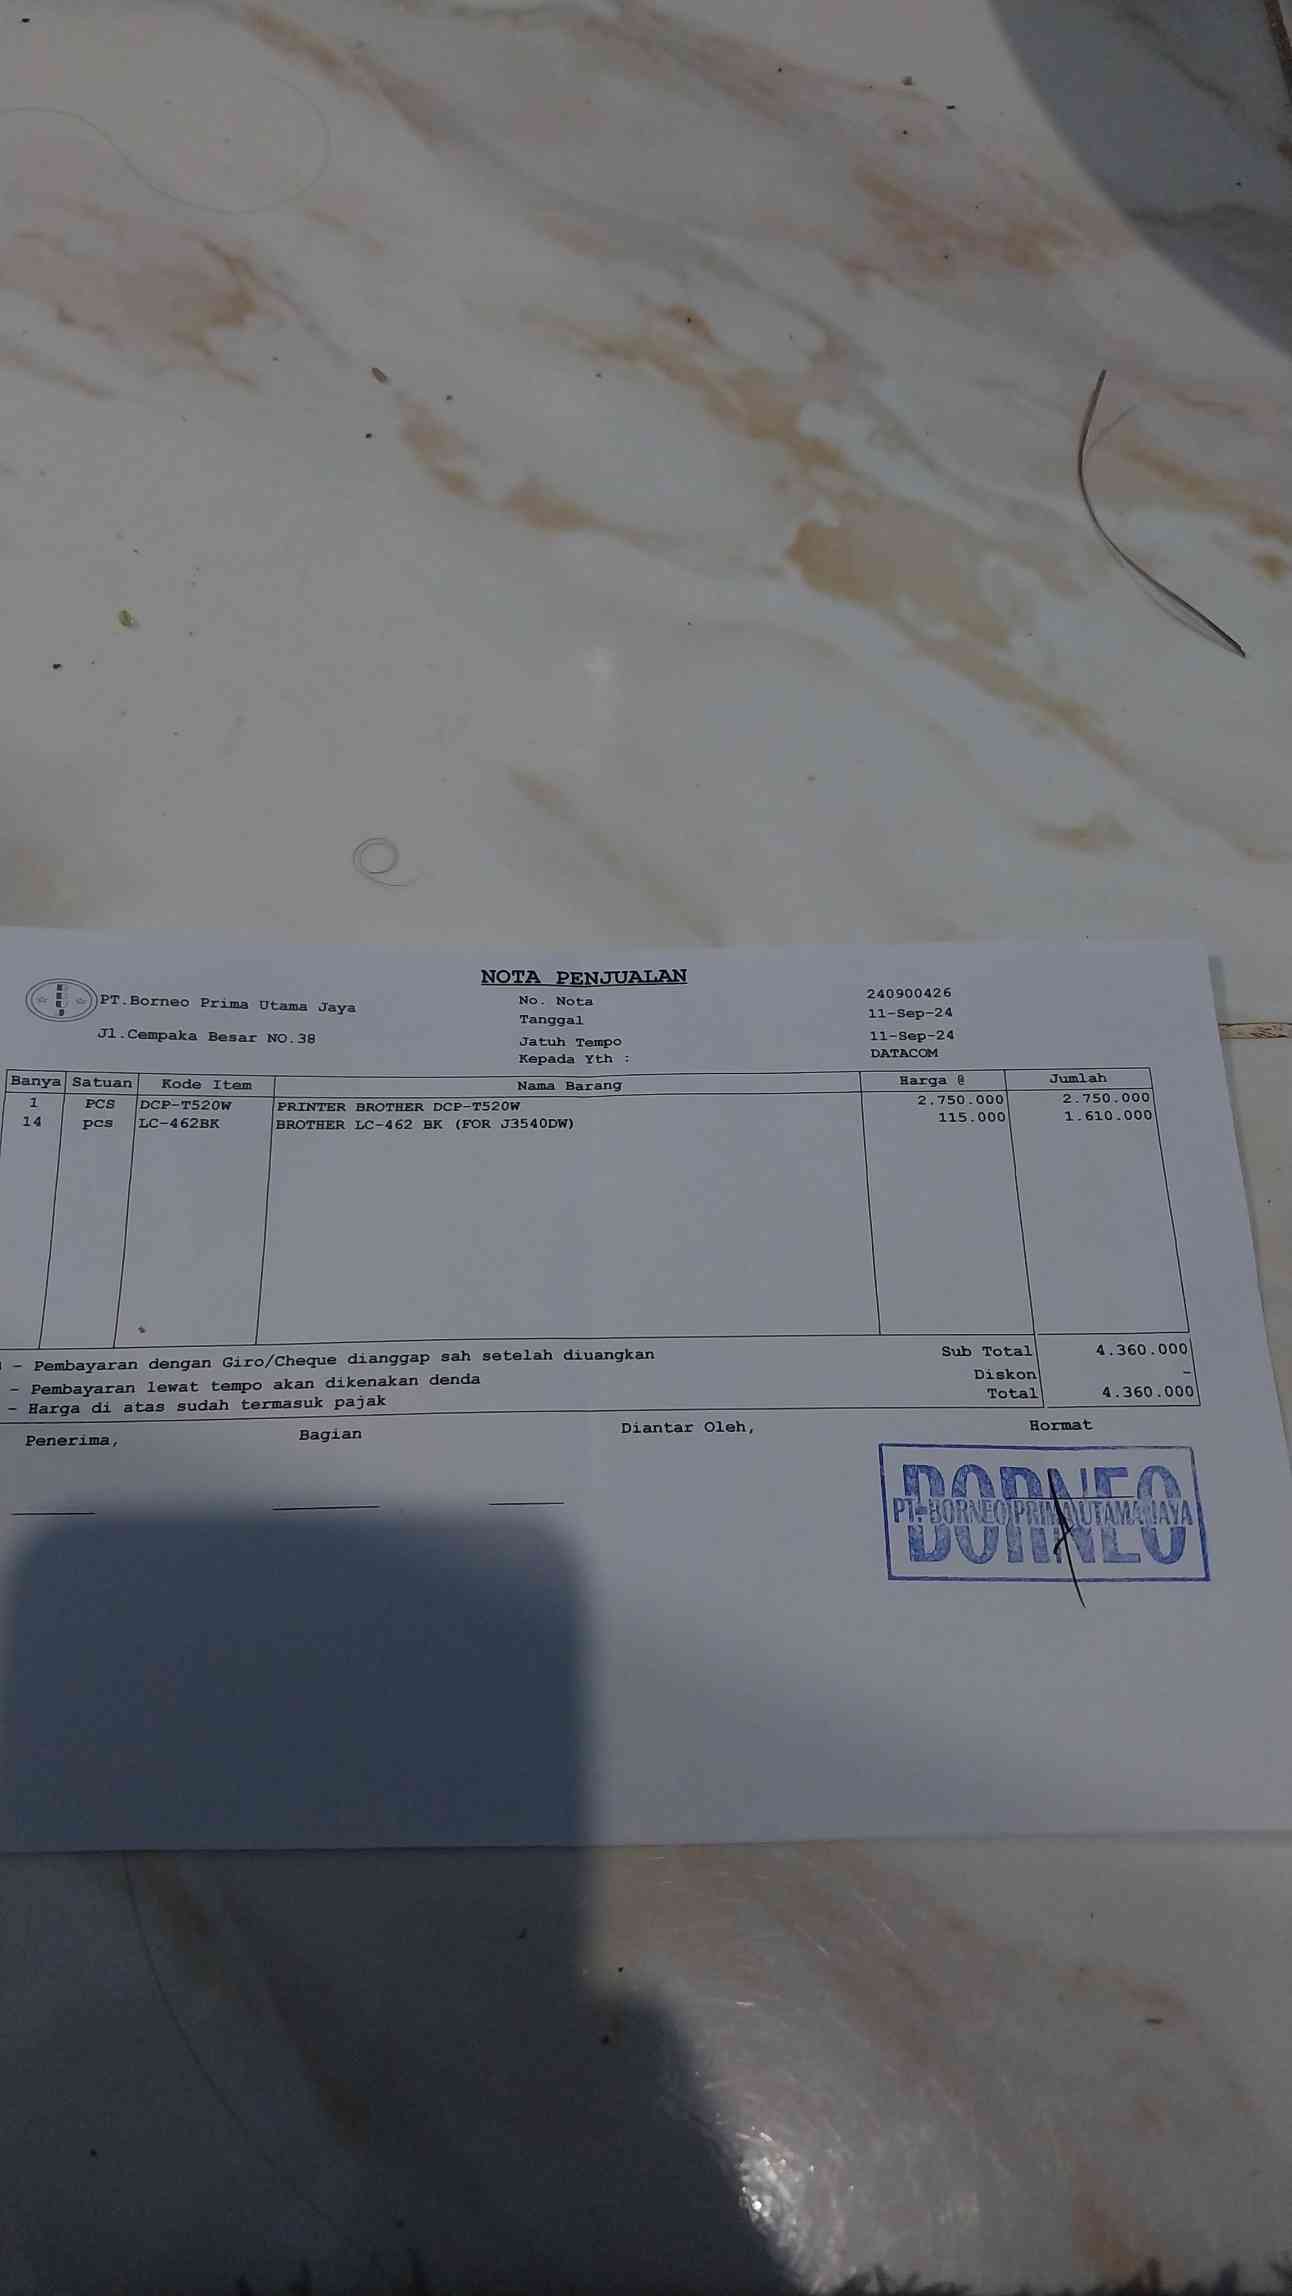 NOTA PENJUALAN
PT.Borneo Prima Utama Jaya
Jl.Cempaka Besar NO.38
No. Nota 240900426
Tanggal 11-Sep-24
Jatuh Tempo 11-Sep-24
Kepada Yth : DATACOM
Banya Satuan Kode Item Nama Barang Harga @ Jumlah
1 PCS DCP-T520W PRINTER BROTHER DCP-T520W 2.750.000 2.750.000
14 pcs LC-462BK BROTHER LC-462 BK (FOR J3540DW) 115.000 1.610.000
- Pembayaran dengan Giro/Cheque dianggap sah setelah diuangkan Sub Total 4.360.000
- Pembayaran lewat tempo akan dikenakan denda Diskon -
- Harga di atas sudah termasuk pajak Total 4.360.000
Penerima, Bagian Diantar Oleh, Hormat
BORNEO
PT. BORNEO PRIMA UTAMA JAYA